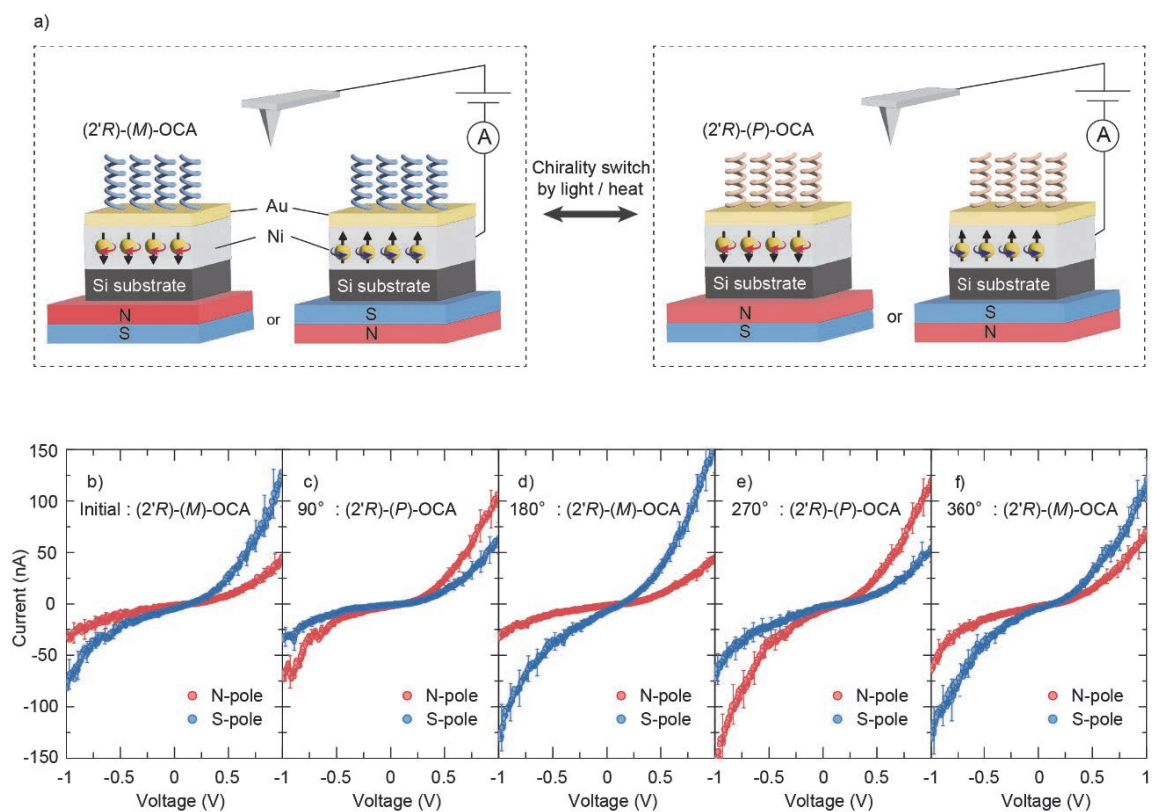 a)
(2'R)-(M)-OCA
(2'R)-(P)-OCA
A
A
Chirality switch
by light / heat
Au
Ni
Si substrate
Si substrate
Si substrate
Si substrate
N
S
or
S
N
N
S
or
S
N
b)
Initial : (2'R)-(M)-OCA
c)
90° : (2'R)-(P)-OCA
d)
180° : (2'R)-(M)-OCA
e)
270° : (2'R)-(P)-OCA
f)
360° : (2'R)-(M)-OCA
Current (nA)
150
100
50
0
-50
-100
-150
N-pole
S-pole
N-pole
S-pole
N-pole
S-pole
N-pole
S-pole
N-pole
S-pole
-1 -0.5 0 0.5 -1 -0.5 0 0.5 -1 -0.5 0 0.5 -1 -0.5 0 0.5 -1 -0.5 0 0.5 1
Voltage (V) Voltage (V) Voltage (V) Voltage (V) Voltage (V)